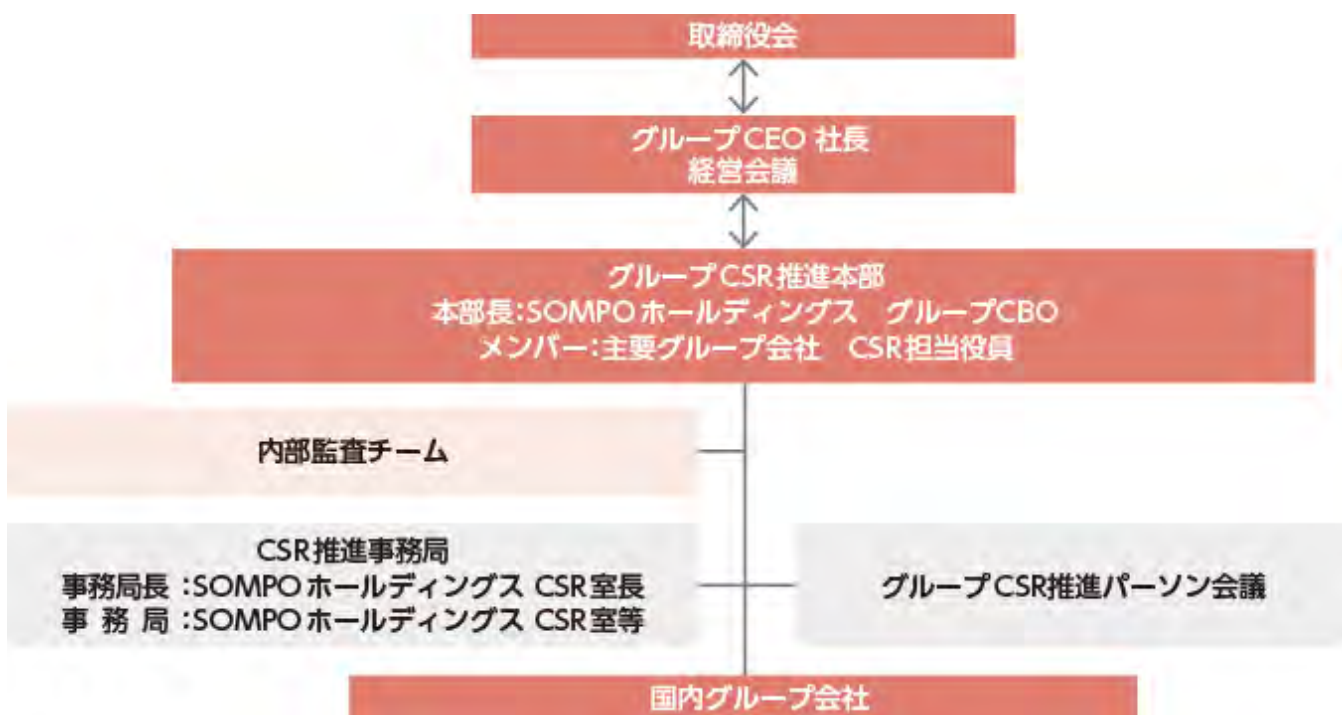 取締役会
グループCEO 社長
経営会議
グループCSR推進本部
本部長:SOMPOホールディングス　グループCBO
メンバー:主要グループ会社　CSR担当役員
内部監査チーム
CSR推進事務局
事務局長:SOMPOホールディングス CSR室長
事 務 局:SOMPOホールディングス CSR室等
グループCSR推進パーソン会議
国内グループ会社